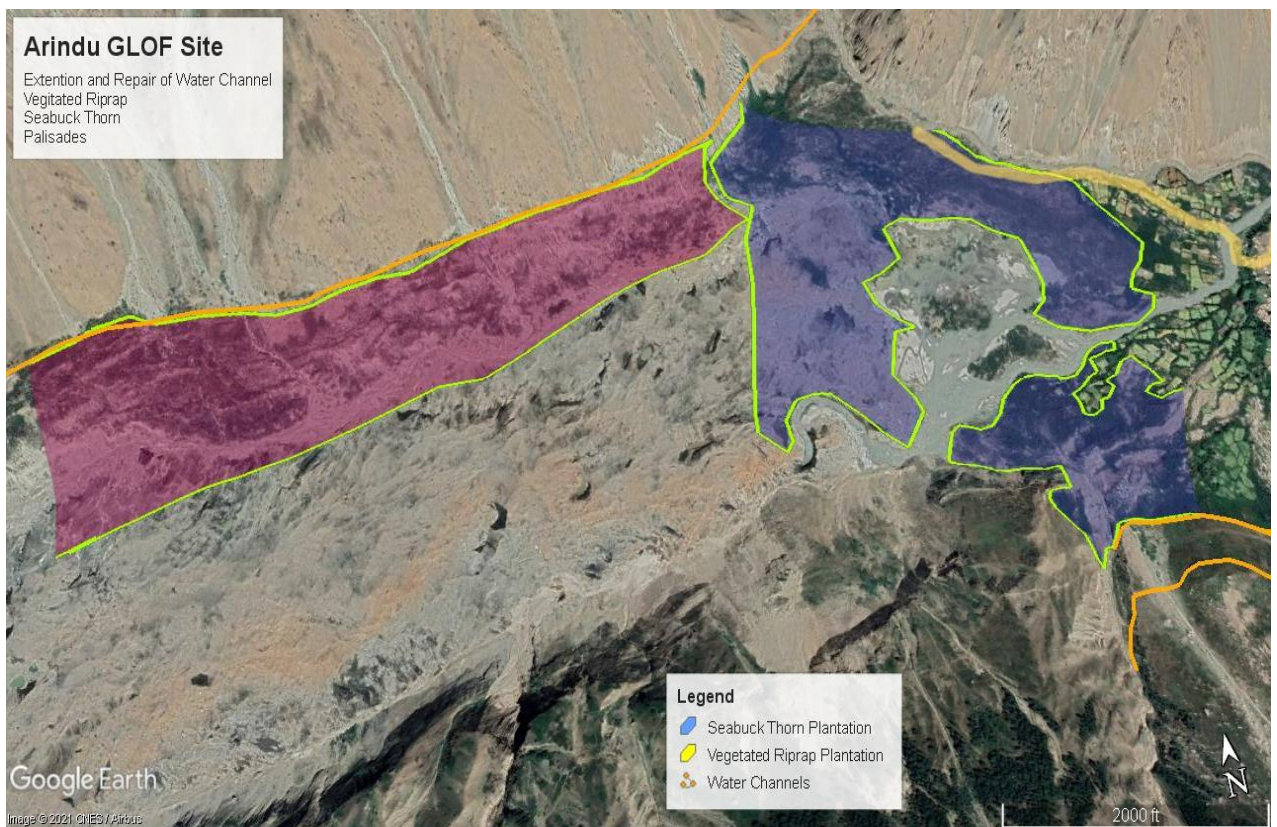 Arindu GLOF Site
Extention and Repair of Water Channel
Vegitated Riprap
Seabuck Thorn
Palisades
Legend
Seabuck Thorn Plantation
Vegetated Riprap Plantation
Water Channels
Google Earth
N
Image © 2021 CNES / Airbus
2000 ft